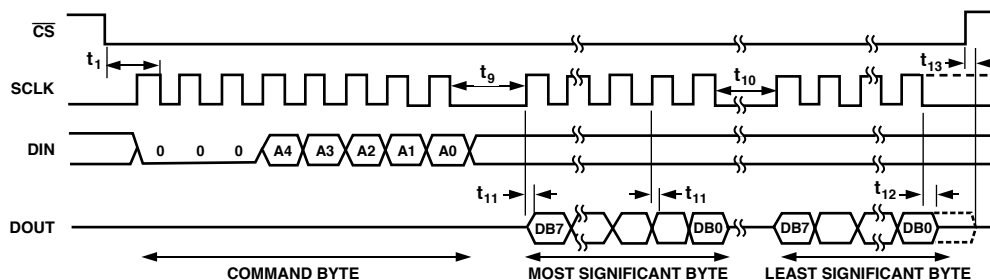 CS
t1
t9
t10
t13
SCLK
DIN
0 0 0 A4 A3 A2 A1 A0
t11
t11
t12
DOUT
DB7
DB0
DB7
DB0
COMMAND BYTE
MOST SIGNIFICANT BYTE
LEAST SIGNIFICANT BYTE